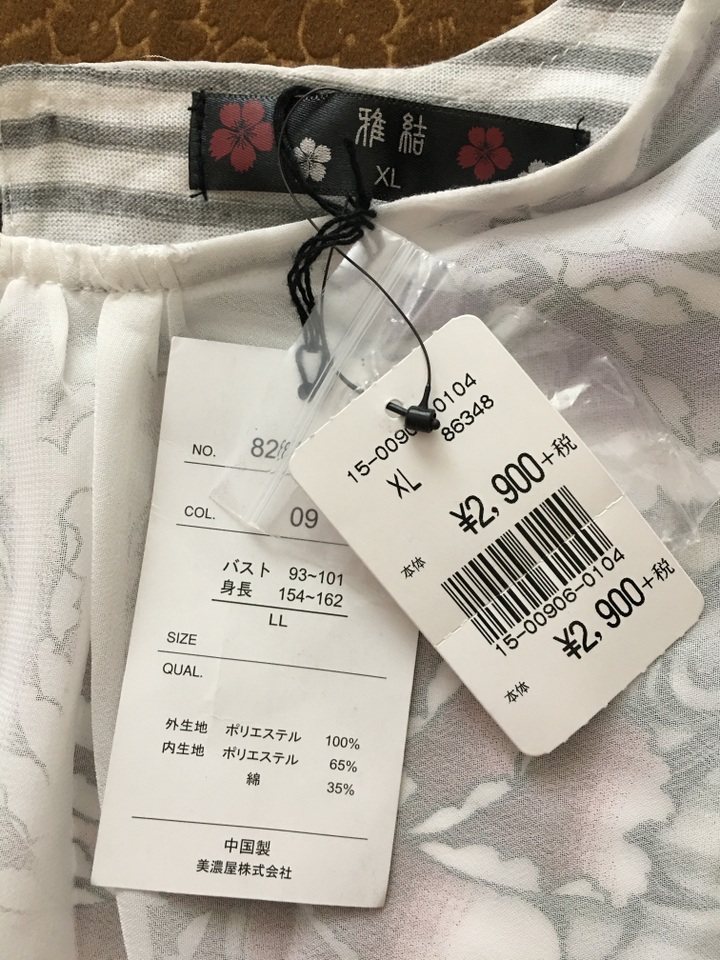 雅結
XL
NO.
COL. 09
バスト 93~101
身長 154~162
LL
SIZE
QUAL.
外生地 ポリエステル 100%
内生地 ポリエステル 65%
綿 35%
中国製
美濃屋株式会社
XL 86348
本体 ¥2,900+税
15-00906-0104
本体 ¥2,900+税